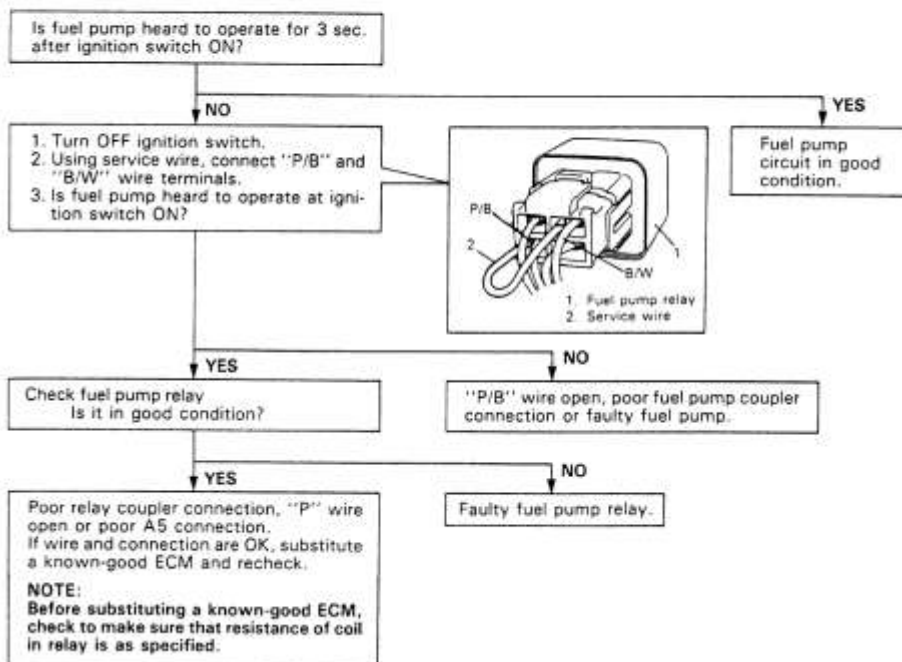 Is fuel pump heard to operate for 3 sec.
after ignition switch ON?
NO
YES
1. Turn OFF ignition switch.
2. Using service wire, connect "P/B" and
"B/W" wire terminals.
3. Is fuel pump heard to operate at igni-
tion switch ON?
P/B
2
B/W
1
1. Fuel pump relay
2. Service wire
Fuel pump
circuit in good
condition.
YES
NO
Check fuel pump relay
Is it in good condition?
"P/B" wire open, poor fuel pump coupler
connection or faulty fuel pump.
YES
NO
Poor relay coupler connection, "P" wire
open or poor A5 connection.
If wire and connection are OK, substitute
a known-good ECM and recheck.
NOTE:
Before substituting a known-good ECM,
check to make sure that resistance of coil
in relay is as specified.
Faulty fuel pump relay.